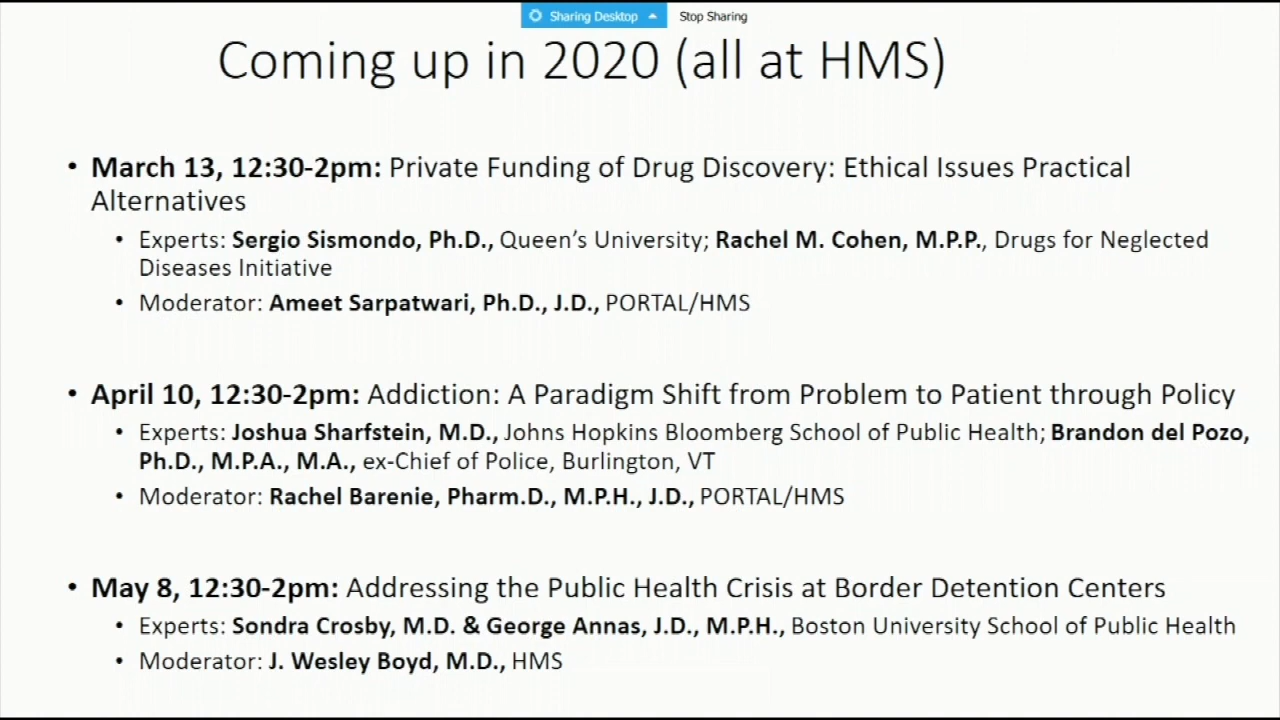 Sharing Desktop Stop Sharing
Coming up in 2020 (all at HMS)
• March 13, 12:30-2pm: Private Funding of Drug Discovery: Ethical Issues Practical
Alternatives
• Experts: Sergio Sismondo, Ph.D., Queen’s University; Rachel M. Cohen, M.P.P., Drugs for Neglected
Diseases Initiative
• Moderator: Ameet Sarpatwari, Ph.D., J.D., PORTAL/HMS
• April 10, 12:30-2pm: Addiction: A Paradigm Shift from Problem to Patient through Policy
• Experts: Joshua Sharfstein, M.D., Johns Hopkins Bloomberg School of Public Health; Brandon del Pozo,
Ph.D., M.P.A., M.A., ex-Chief of Police, Burlington, VT
• Moderator: Rachel Barenie, Pharm.D., M.P.H., J.D., PORTAL/HMS
• May 8, 12:30-2pm: Addressing the Public Health Crisis at Border Detention Centers
• Experts: Sondra Crosby, M.D. & George Annas, J.D., M.P.H., Boston University School of Public Health
• Moderator: J. Wesley Boyd, M.D., HMS